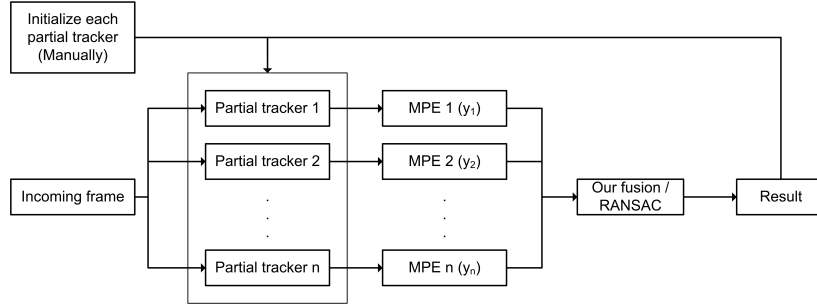 Initialize each
partial tracker
(Manually)
Partial tracker 1
MPE 1 (y₁)
Partial tracker 2
MPE 2 (y₂)
Incoming frame
.
.
.
.
.
.
Our fusion /
RANSAC
Result
Partial tracker n
MPE n (yₙ)